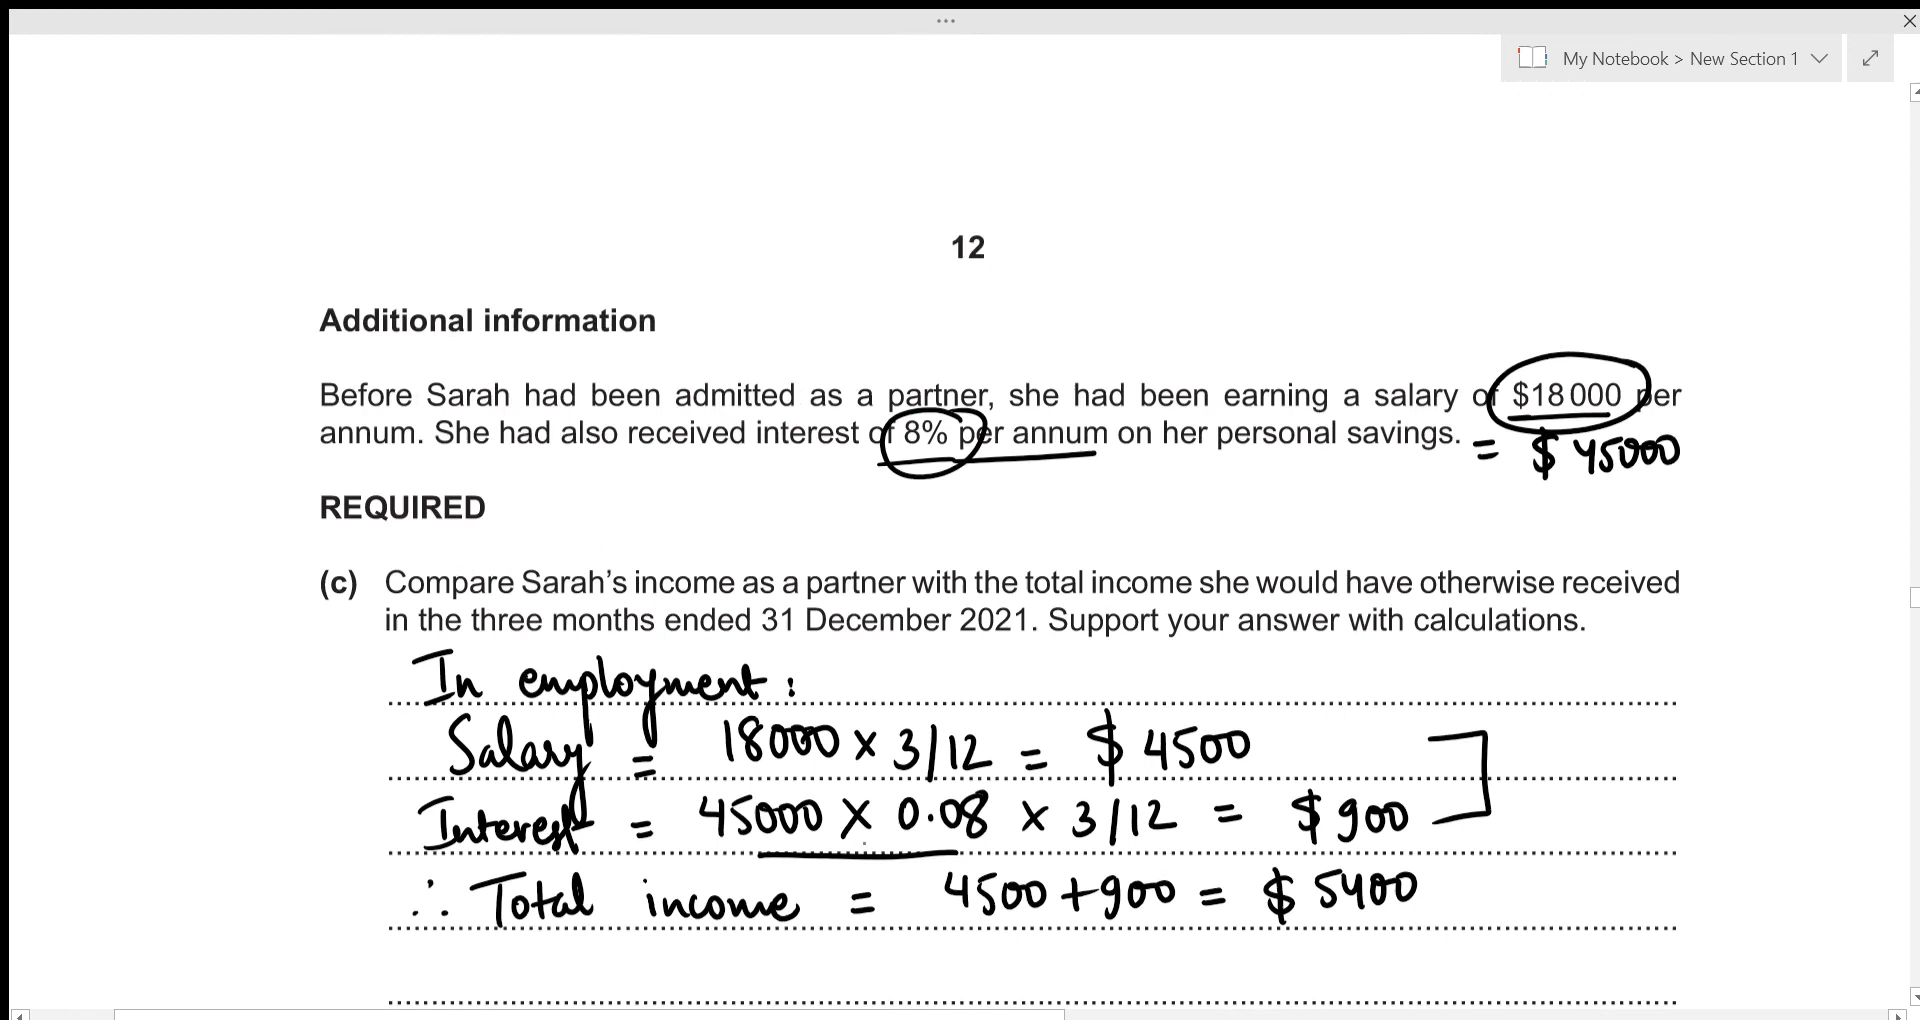 My Notebook > New Section 1
12
Additional information
Before Sarah had been admitted as a partner, she had been earning a salary of $18 000 per
annum. She had also received interest of 8% per annum on her personal savings. = $ 45000
REQUIRED
(c) Compare Sarah's income as a partner with the total income she would have otherwise received
in the three months ended 31 December 2021. Support your answer with calculations.
In employment :
Salary = 18000 × 3/12 = $ 4500
Interest = 45000 × 0.08 × 3/12 = $ 900
∴ Total income = 4500 + 900 = $ 5400